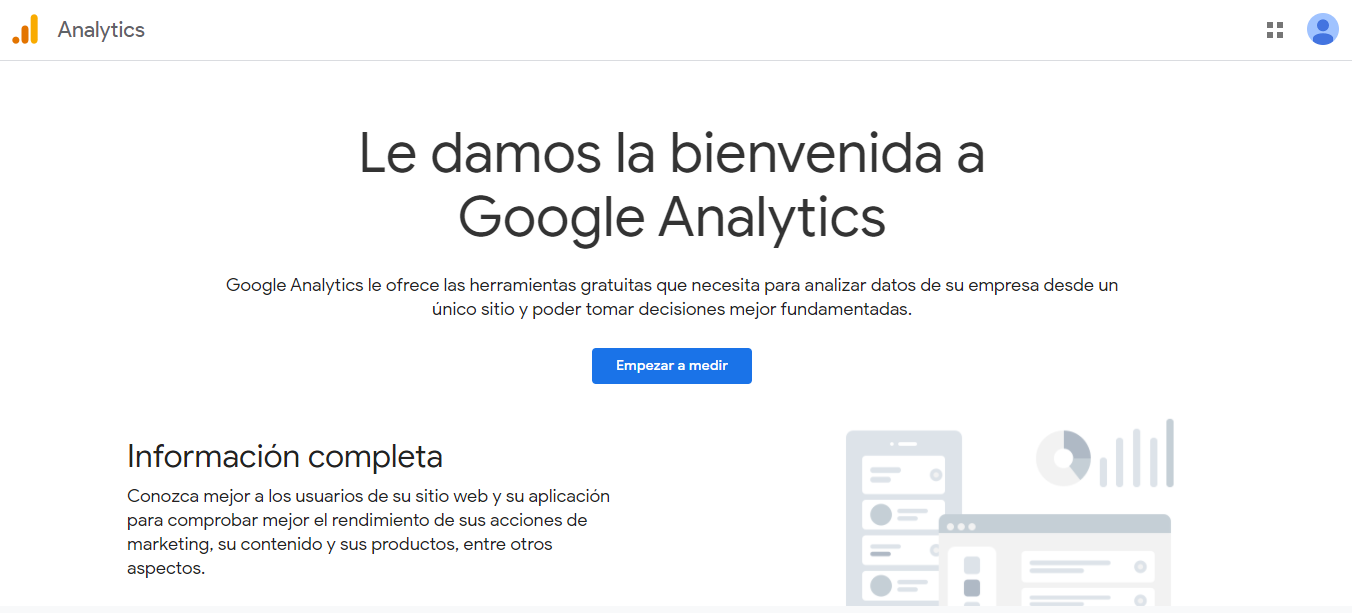 Analytics
Le damos la bienvenida a
Google Analytics
Google Analytics le ofrece las herramientas gratuitas que necesita para analizar datos de su empresa desde un
único sitio y poder tomar decisiones mejor fundamentadas.
Empezar a medir
Información completa
Conozca mejor a los usuarios de su sitio web y su aplicación
para comprobar mejor el rendimiento de sus acciones de
marketing, su contenido y sus productos, entre otros
aspectos.